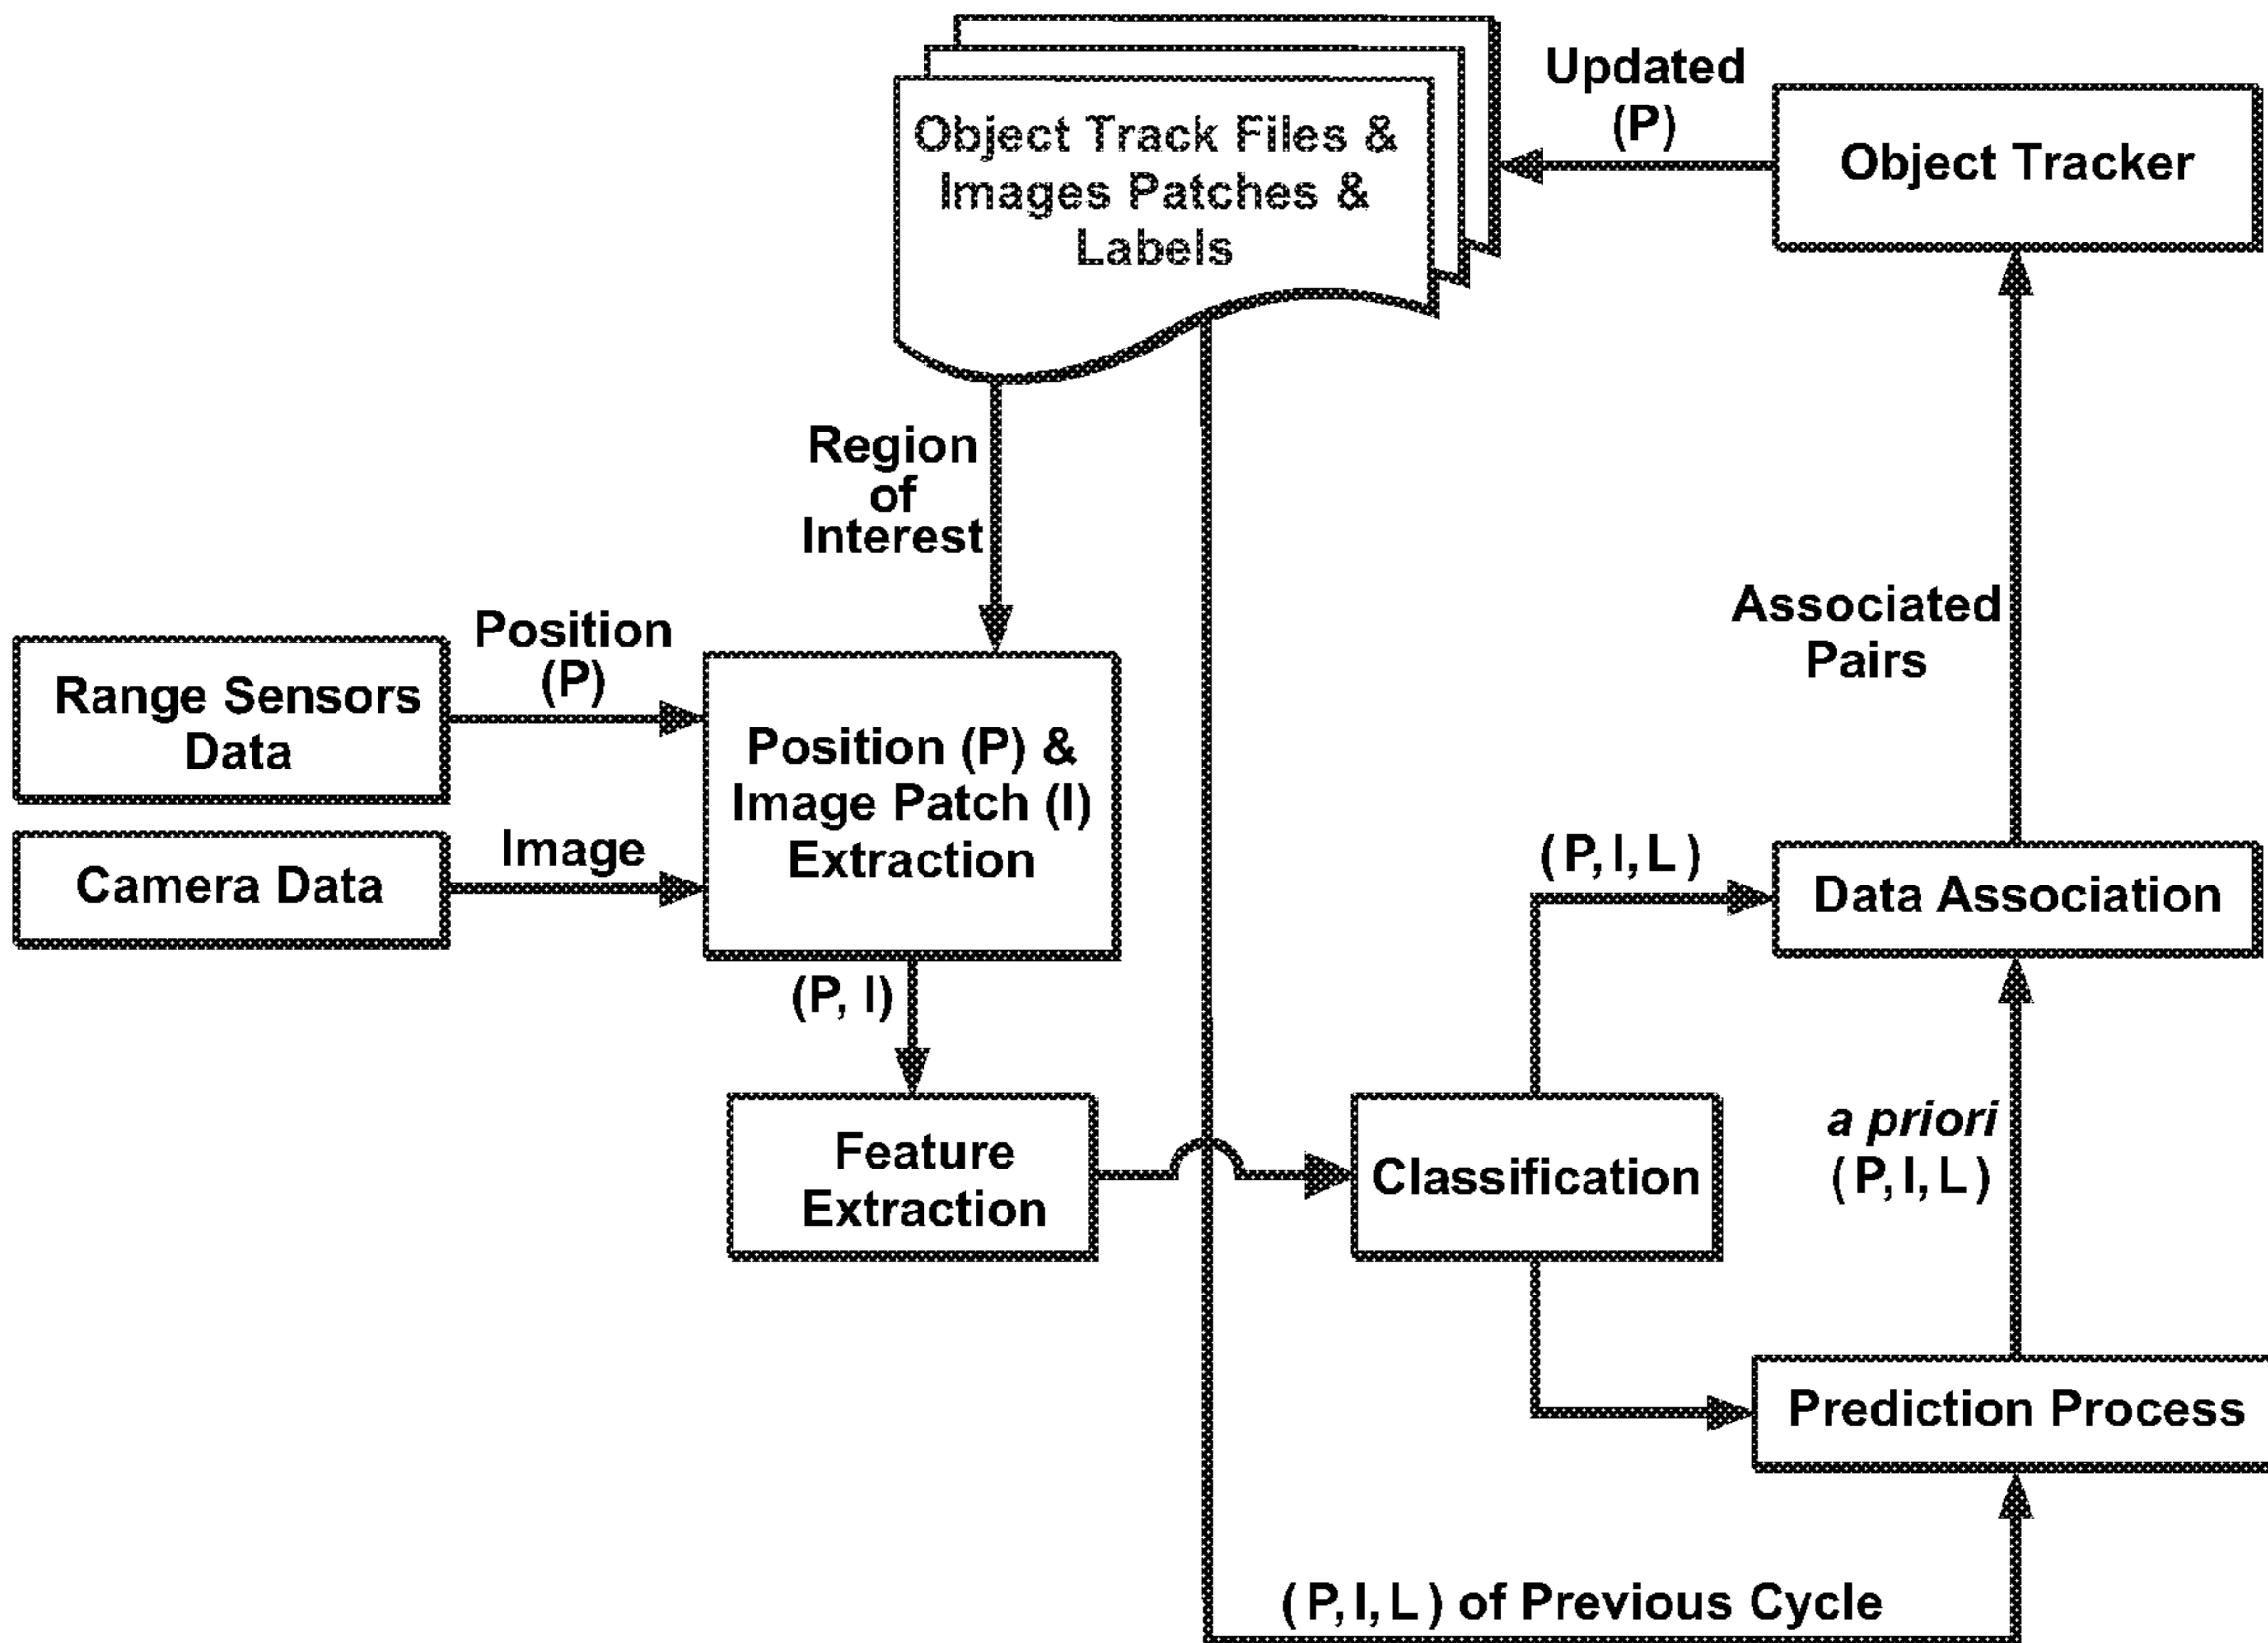 Updated
(P)
Object Track Files &
Images Patches &
Labels
Object Tracker
Region
of
Interest
Associated
Pairs
Position
(P)
Range Sensors
Data
Position (P) &
Image Patch (I)
Extraction
Image
Camera Data
(P, I, L)
Data Association
(P, I)
Feature
Extraction
Classification
a priori
(P, I, L)
Prediction Process
(P, I, L) of Previous Cycle